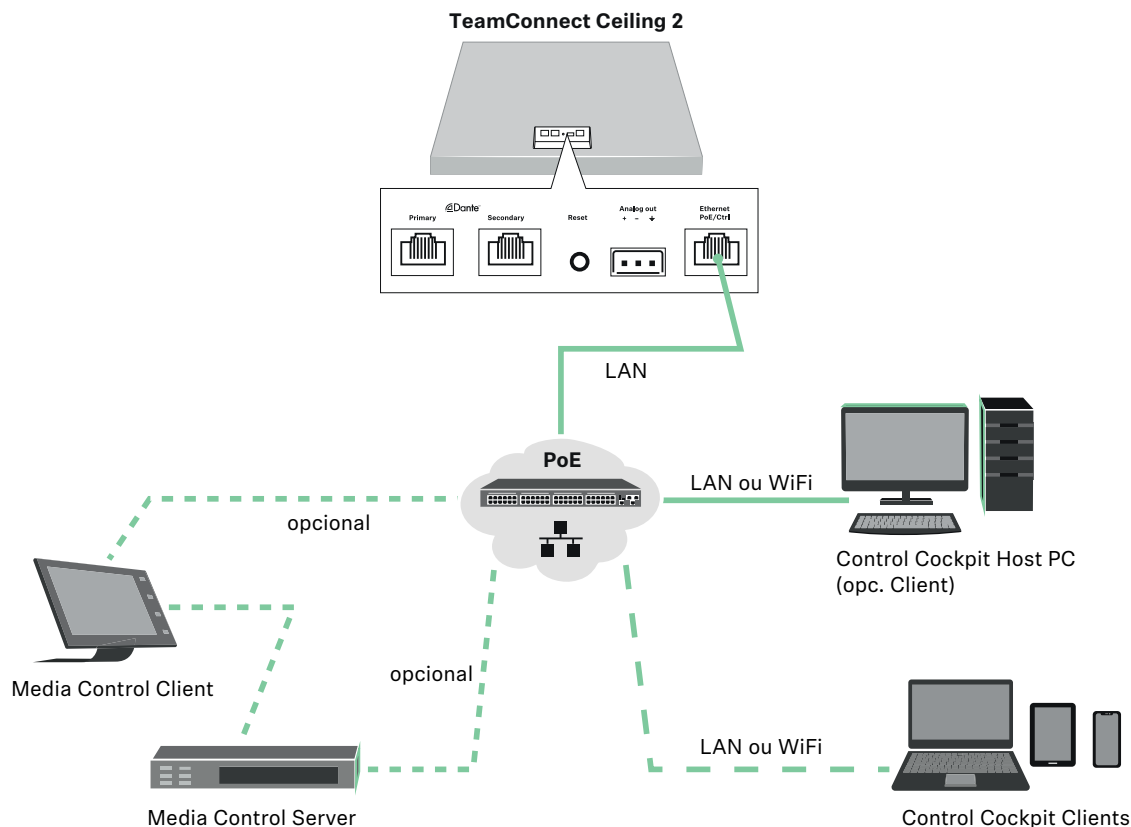 TeamConnect Ceiling 2
Dante
Primary
Secondary
Reset
Analog out
+ - ⏚
Ethernet
PoE/Ctrl
LAN
PoE
LAN ou WiFi
opcional
Control Cockpit Host PC
(opc. Client)
Media Control Client
opcional
LAN ou WiFi
Media Control Server
Control Cockpit Clients